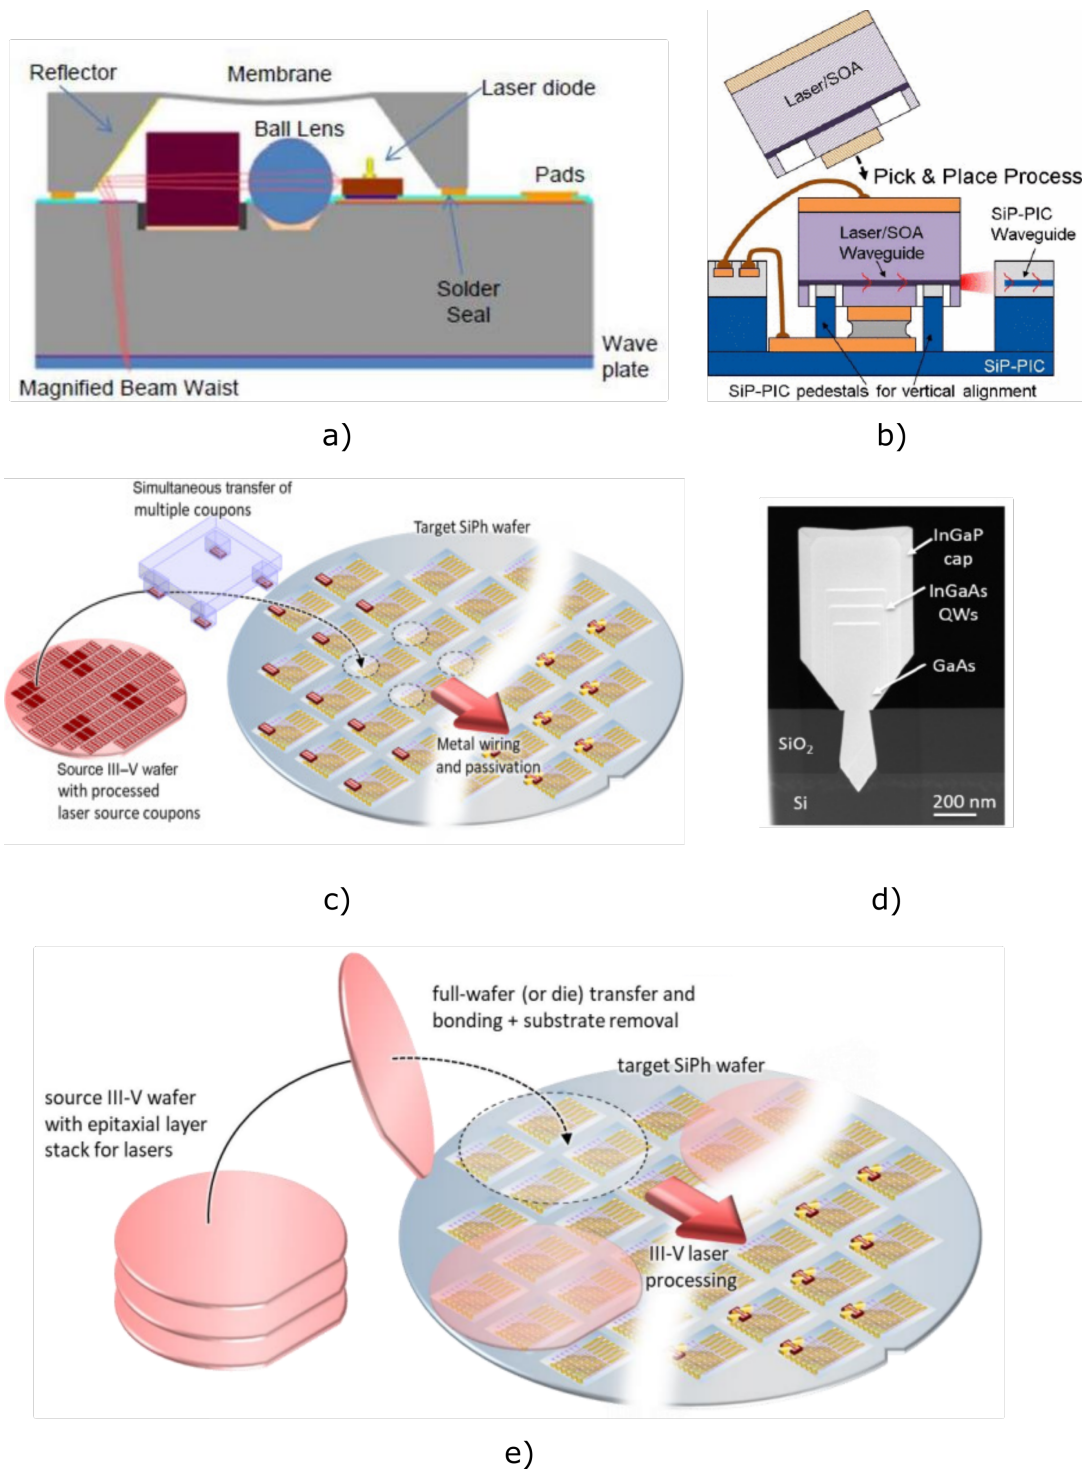 Reflector
Membrane
Laser diode
Ball Lens
Pads
Solder
Seal
Wave
plate
Magnified Beam Waist
a)
Laser/SOA
Pick & Place Process
SiP-PIC
Waveguide
Laser/SOA
Waveguide
SiP-PIC
SiP-PIC pedestals for vertical alignment
b)
Simultaneous transfer of
multiple coupons
Target SiPh wafer
Metal wiring
and passivation
Source III–V wafer
with processed
laser source coupons
c)
InGaP
cap
InGaAs
QWs
GaAs
SiO₂
Si
200 nm
d)
full-wafer (or die) transfer and
bonding + substrate removal
target SiPh wafer
source III-V wafer
with epitaxial layer
stack for lasers
III-V laser
processing
e)